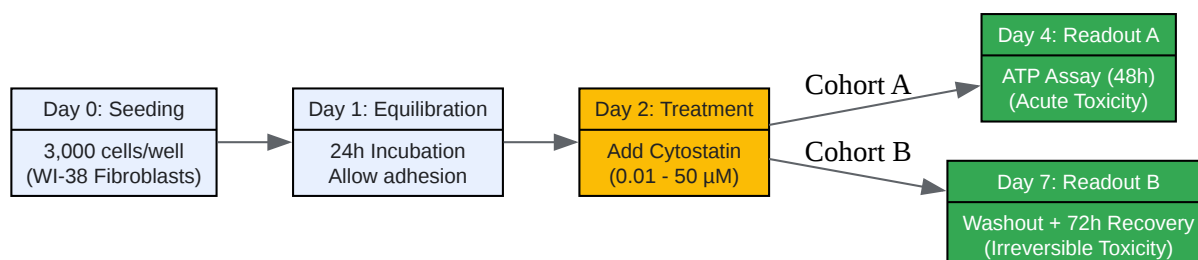 Day 0: Seeding
3,000 cells/well
(WI-38 Fibroblasts)
Day 1: Equilibration
24h Incubation
Allow adhesion
Day 2: Treatment
Add Cytostatin
(0.01 - 50 µM)
Cohort A
Day 4: Readout A
ATP Assay (48h)
(Acute Toxicity)
Cohort B
Day 7: Readout B
Washout + 72h Recovery
(Irreversible Toxicity)